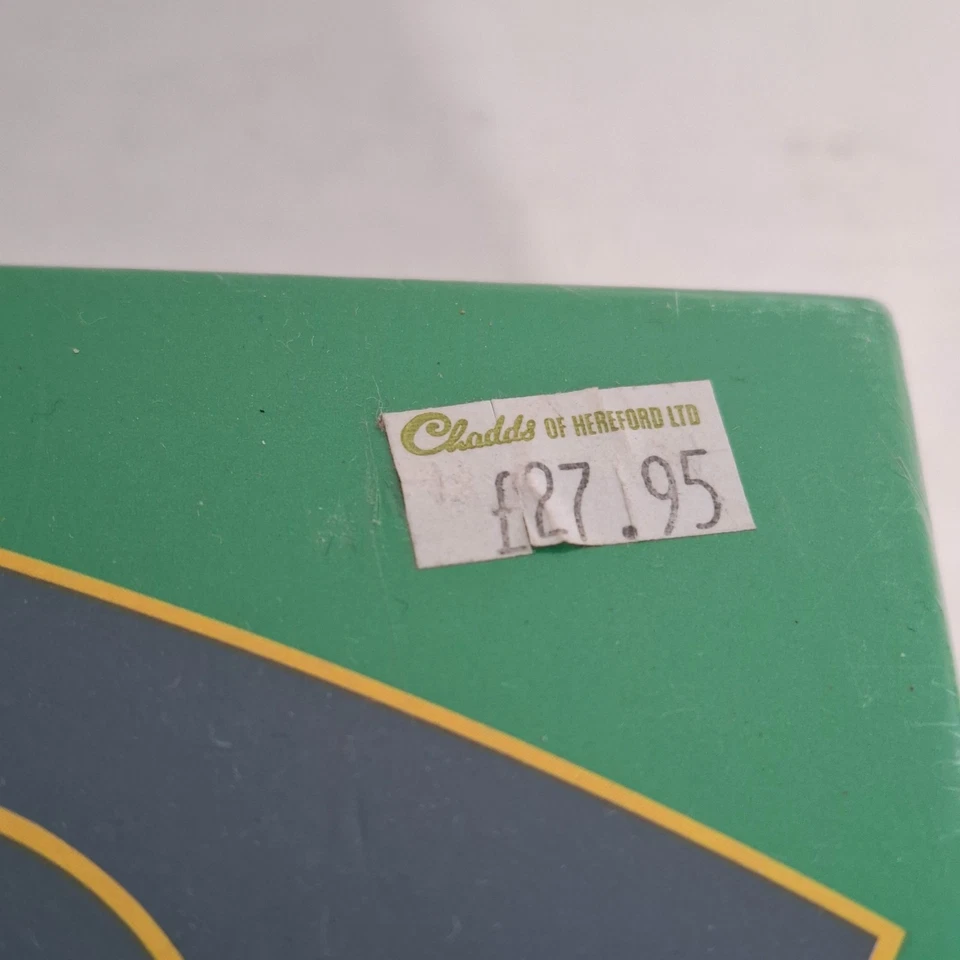 Chadds OF HEREFORD LTD
£27.95